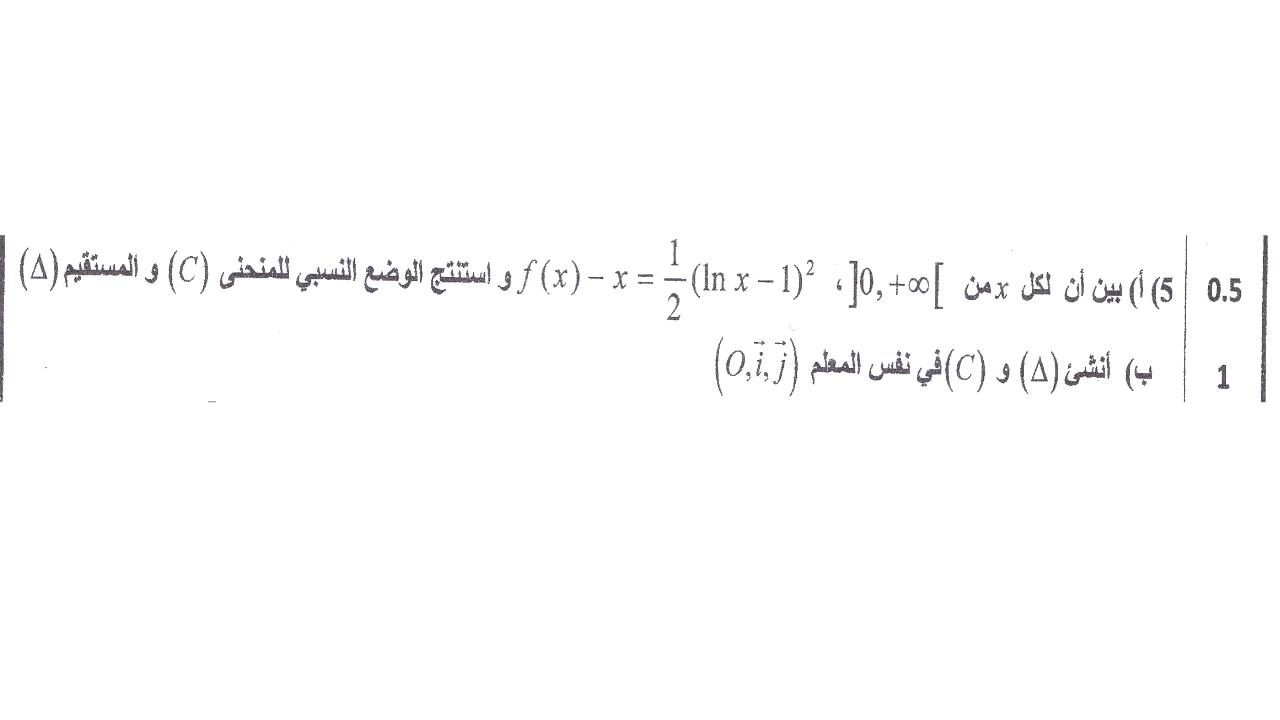 0.5 5) أ) بين أن لكل x من ]0,+∞[ ، f(x) − x = 1/2 (ln x − 1)² و استنتج الوضع النسبي للمنحنى (C) و المستقيم (Δ)
1 ب) أنشئ (Δ) و (C) في نفس المعلم (O, i⃗, j⃗)